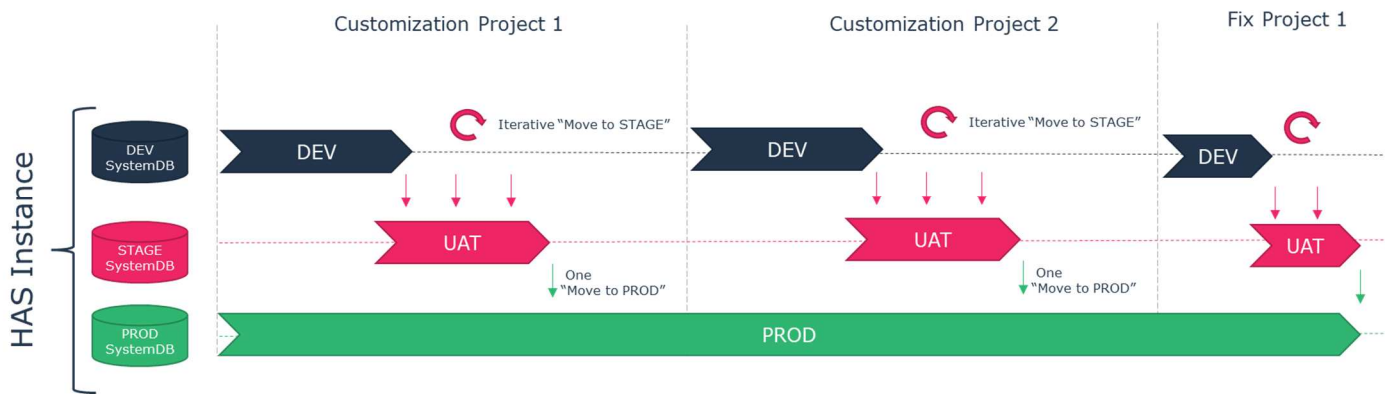 Customization Project 1
Customization Project 2
Fix Project 1
HAS Instance
DEV
SystemDB
DEV
Iterative “Move to STAGE”
DEV
Iterative “Move to STAGE”
DEV
STAGE
SystemDB
UAT
UAT
UAT
One
“Move to PROD”
One
“Move to PROD”
PROD
SystemDB
PROD